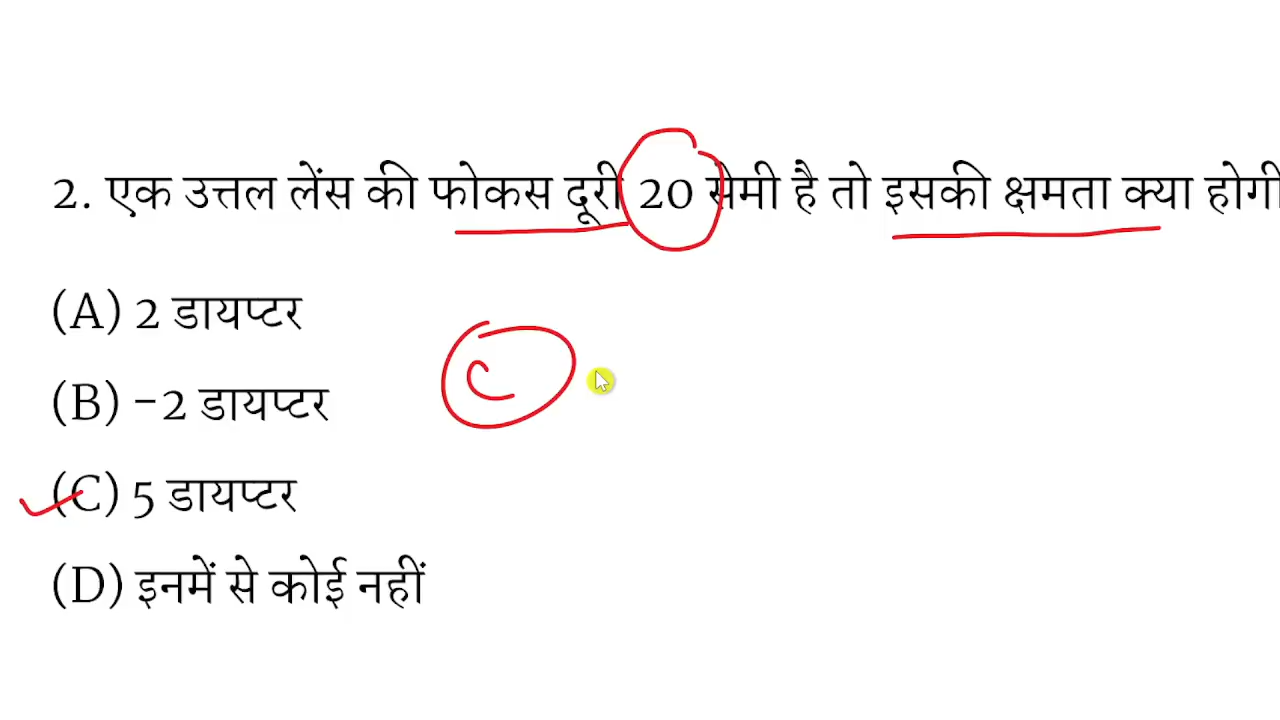 2. एक उत्तल लेंस की फोकस दूरी 20 सेमी है तो इसकी क्षमता क्या होगी
(A) 2 डायप्टर
C
(B) -2 डायप्टर
(C) 5 डायप्टर
(D) इनमें से कोई नहीं